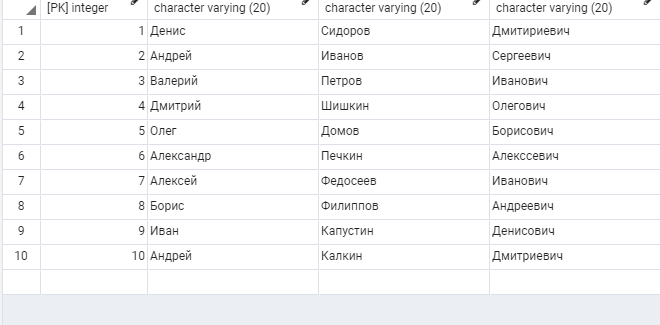 [PK] integer character varying (20) character varying (20) character varying (20)
1 1 Денис Сидоров Дмитириевич
2 2 Андрей Иванов Сергеевич
3 3 Валерий Петров Иванович
4 4 Дмитрий Шишкин Олегович
5 5 Олег Домов Борисович
6 6 Александр Печкин Алекссевич
7 7 Алексей Федосеев Иванович
8 8 Борис Филиппов Андреевич
9 9 Иван Капустин Денисович
10 10 Андрей Калкин Дмитриевич